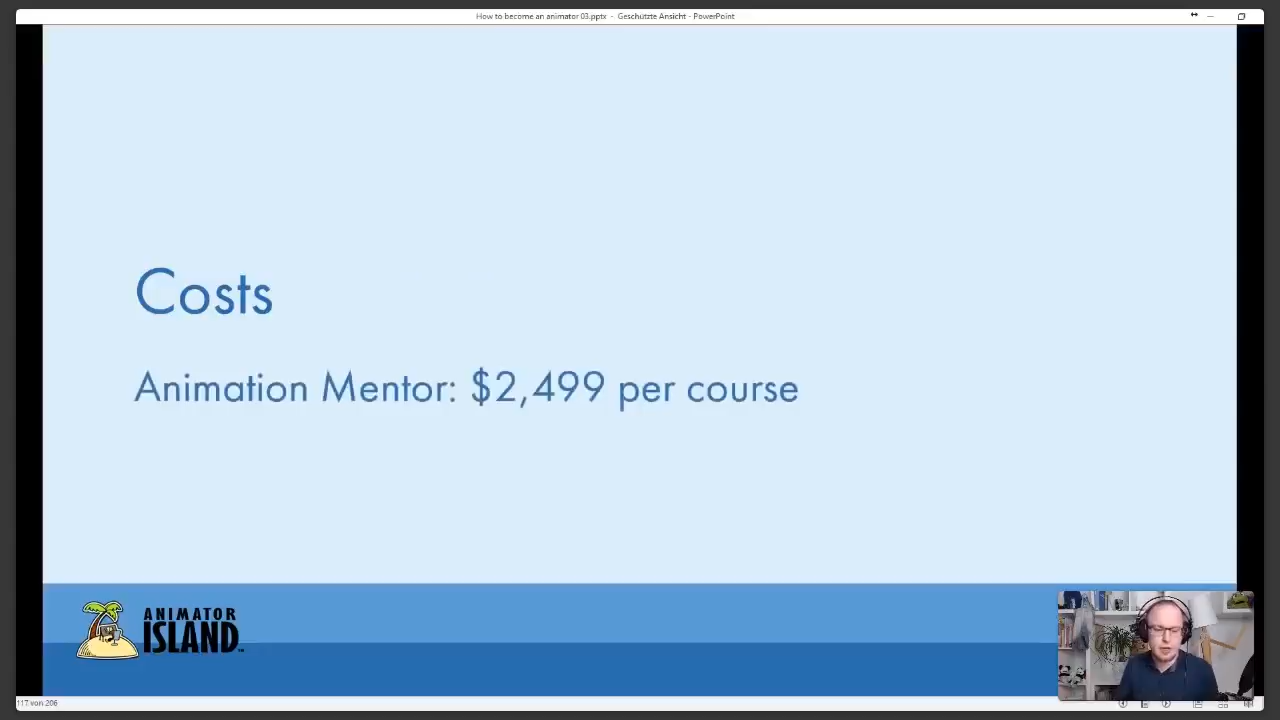 How to become an animator 03.pptx - Geschützte Ansicht - PowerPoint
Costs
Animation Mentor: $2,499 per course
ANIMATOR
ISLAND
117 von 206